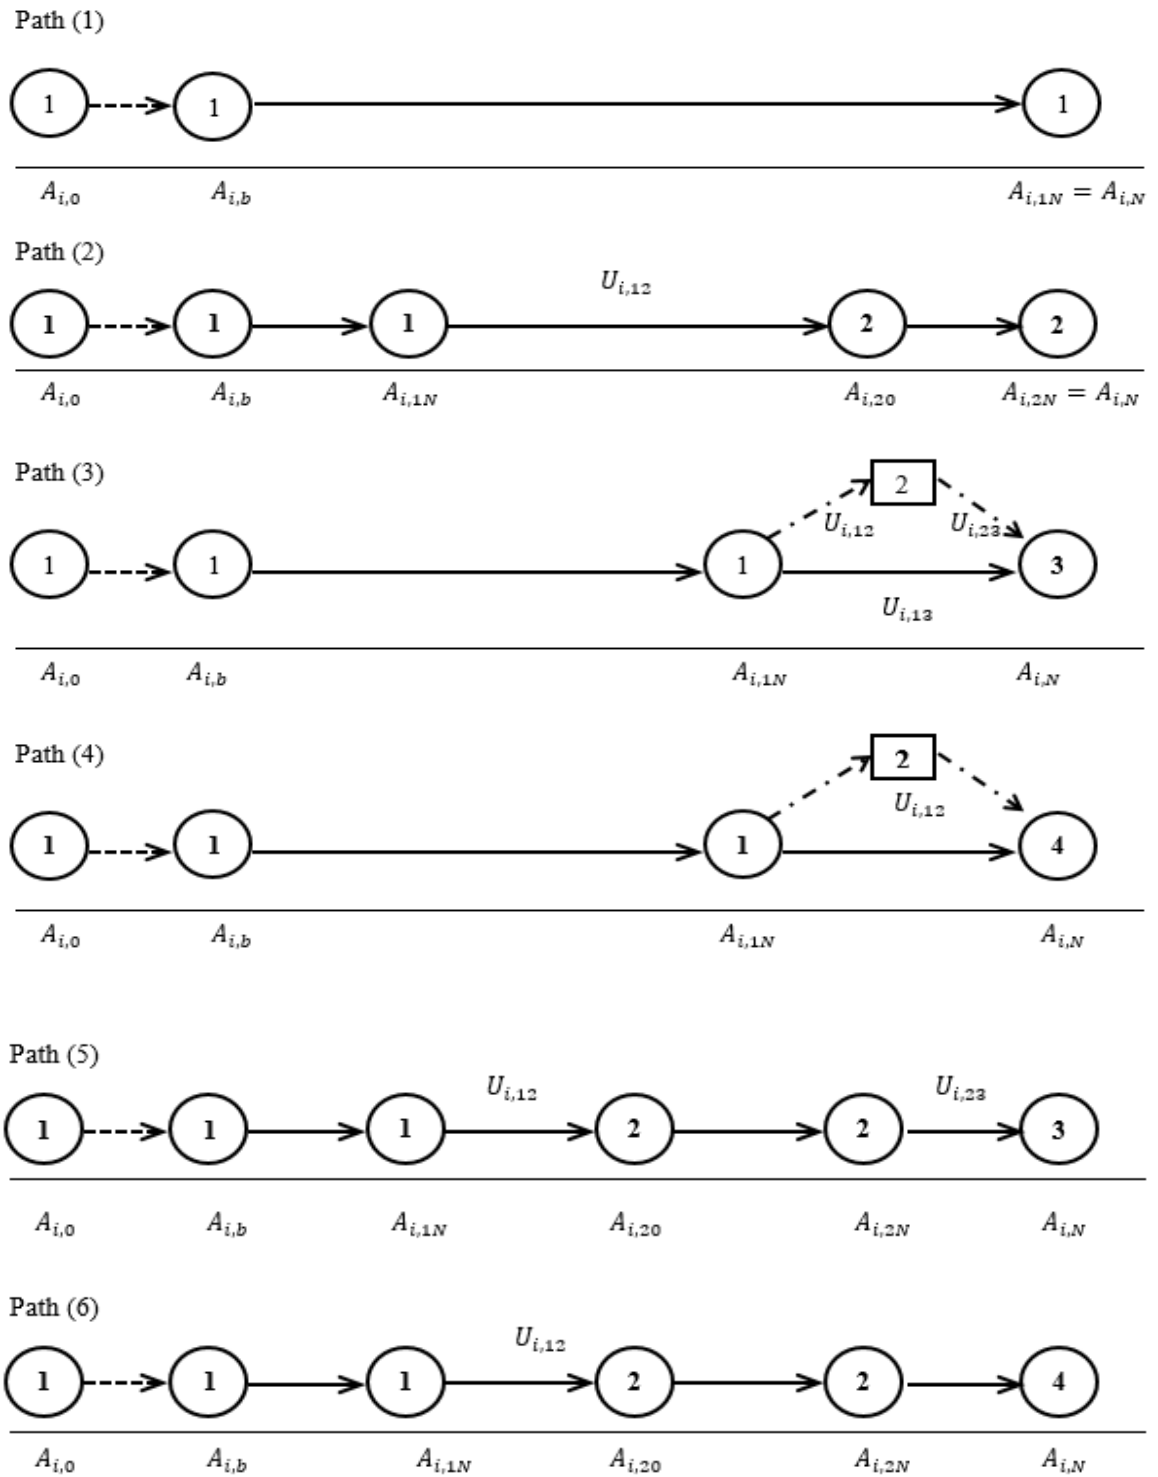 Path (1)
1 1 1
A_{i,0} A_{i,b} A_{i,1N} = A_{i,N}
Path (2)
U_{i,12}
1 1 1 2 2
A_{i,0} A_{i,b} A_{i,1N} A_{i,20} A_{i,2N} = A_{i,N}
Path (3)
2
U_{i,12} U_{i,23}
1 1 1 3
U_{i,13}
A_{i,0} A_{i,b} A_{i,1N} A_{i,N}
Path (4)
2
U_{i,12}
1 1 1 4
A_{i,0} A_{i,b} A_{i,1N} A_{i,N}
Path (5)
U_{i,12} U_{i,23}
1 1 1 2 2 3
A_{i,0} A_{i,b} A_{i,1N} A_{i,20} A_{i,2N} A_{i,N}
Path (6)
U_{i,12}
1 1 1 2 2 4
A_{i,0} A_{i,b} A_{i,1N} A_{i,20} A_{i,2N} A_{i,N}